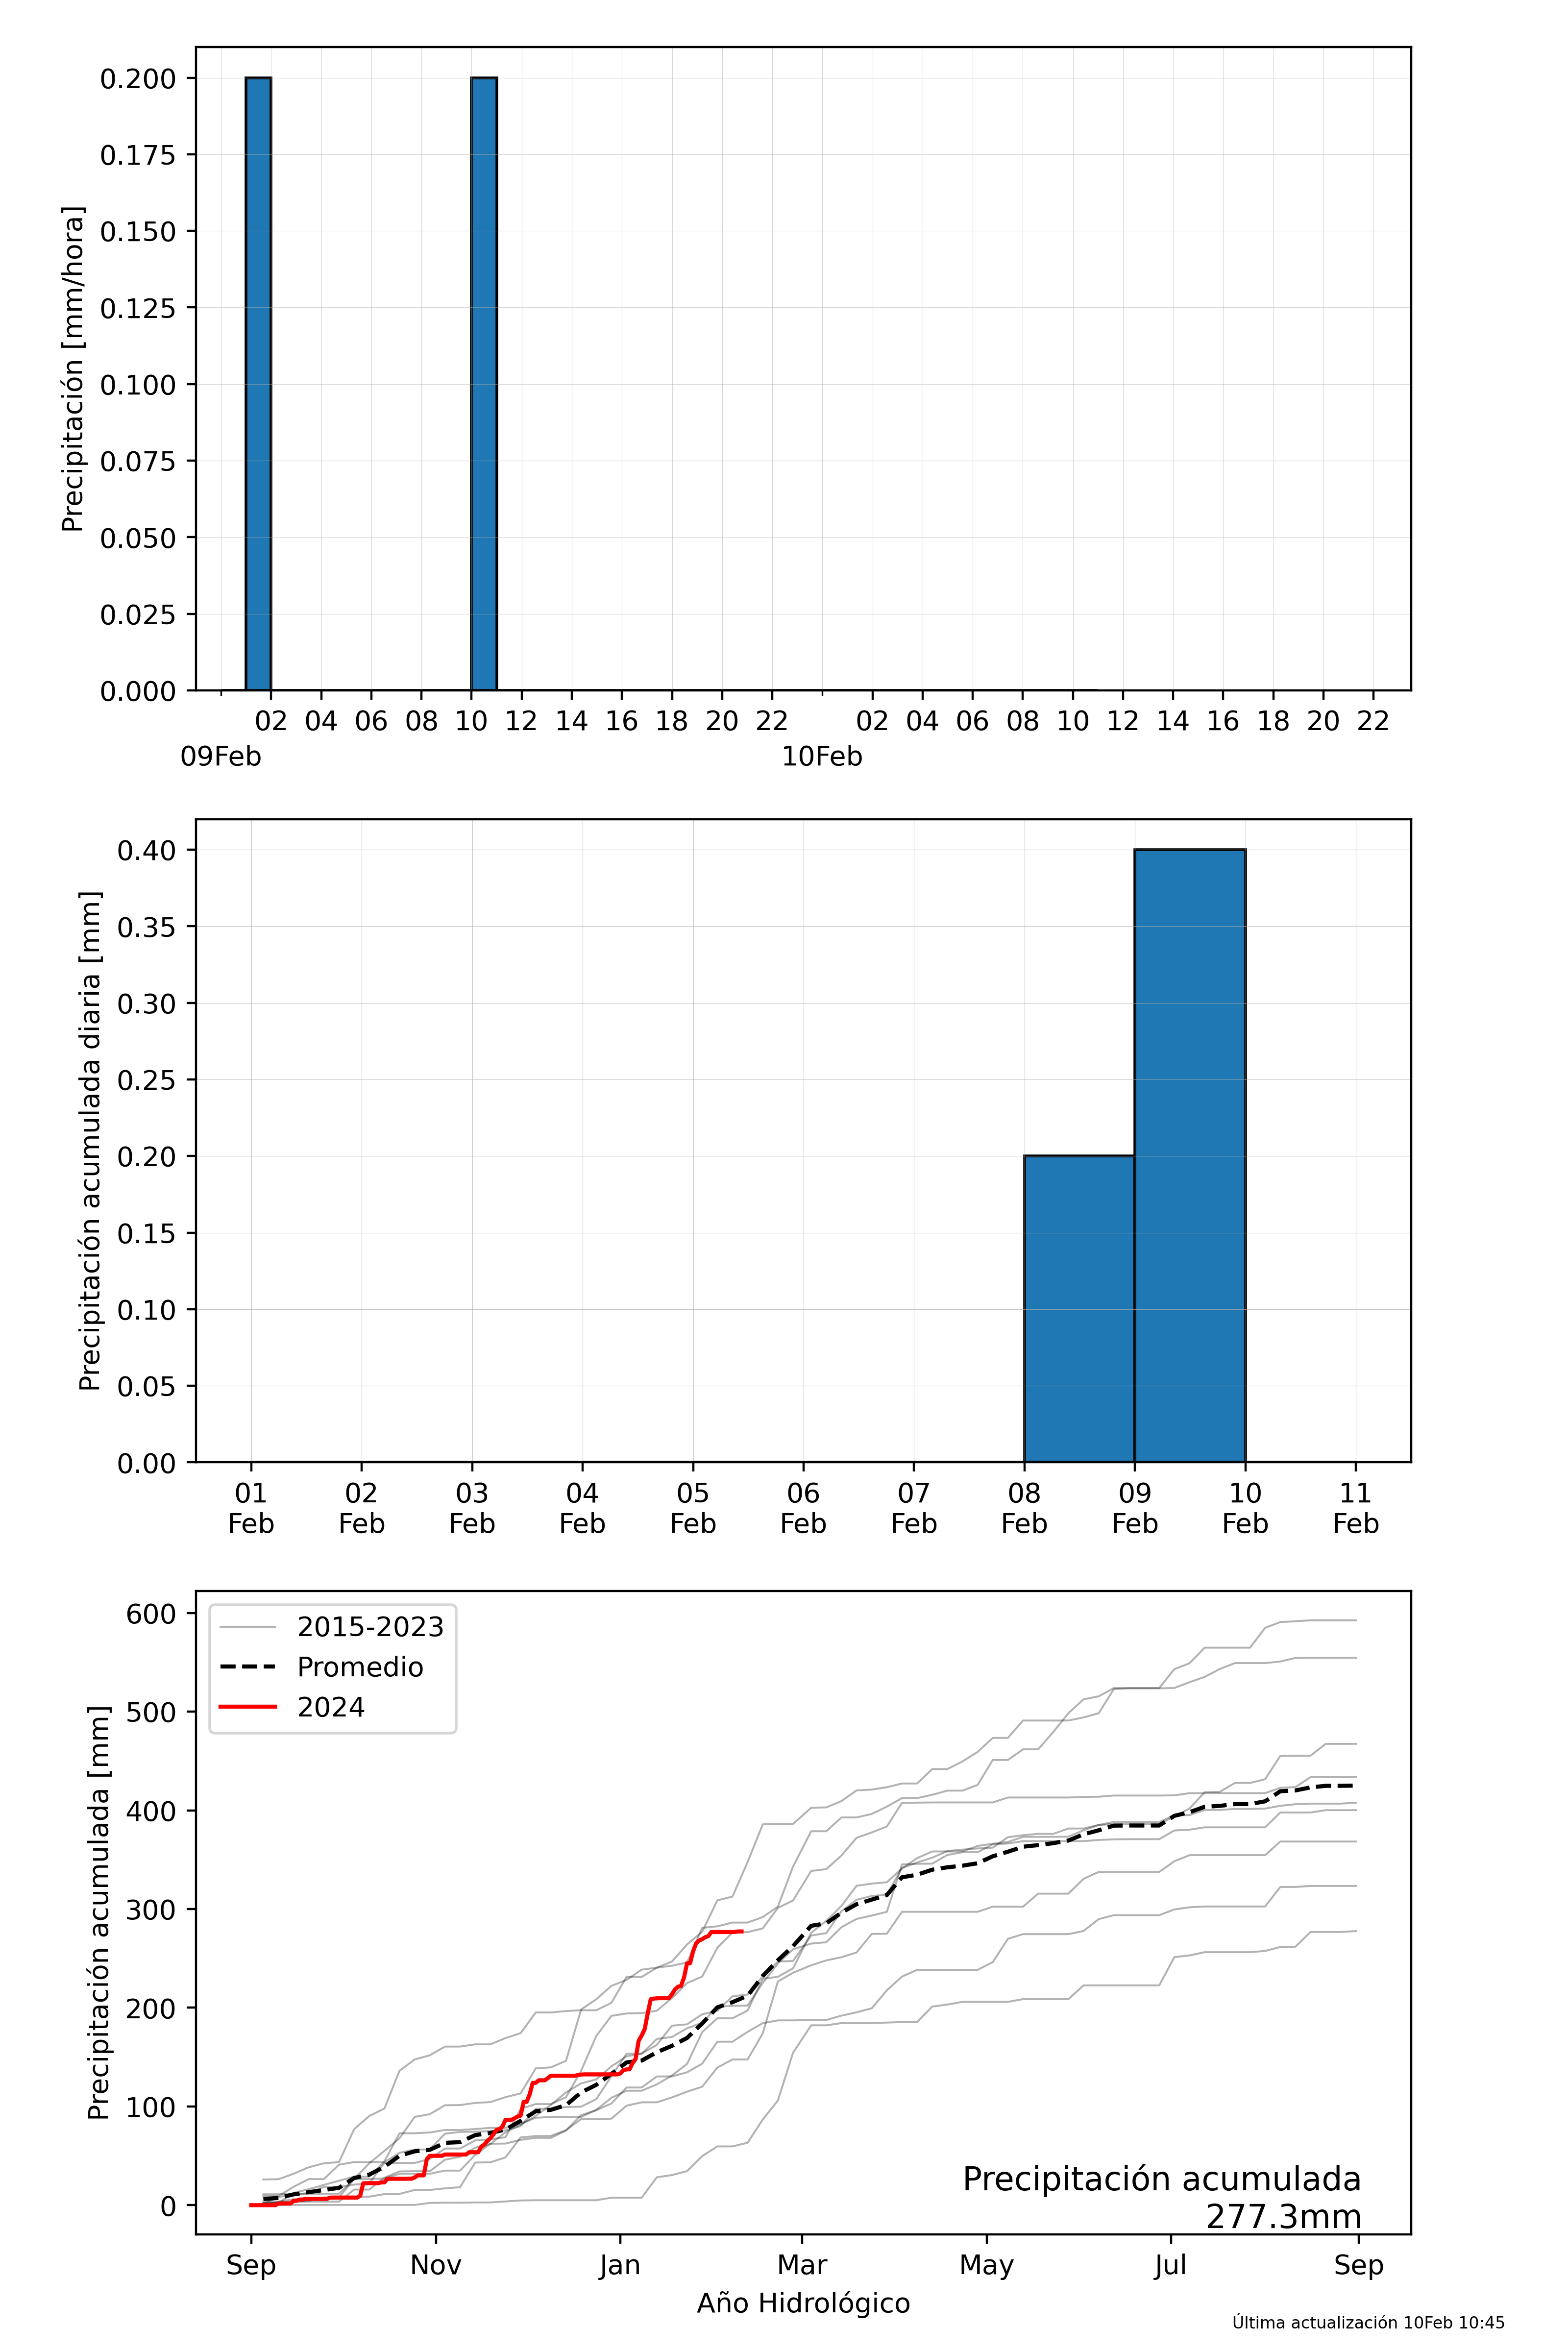 0.200
0.175
0.150
0.125
0.100
0.075
0.050
0.025
0.000
Precipitación [mm/hora]
02 04 06 08 10 12 14 16 18 20 22 02 04 06 08 10 12 14 16 18 20 22
09Feb 10Feb
0.40
0.35
0.30
0.25
0.20
0.15
0.10
0.05
0.00
Precipitación acumulada diaria [mm]
01 02 03 04 05 06 07 08 09 10 11
Feb Feb Feb Feb Feb Feb Feb Feb Feb Feb Feb
600
500
400
300
200
100
0
Precipitación acumulada [mm]
2015-2023
Promedio
2024
Precipitación acumulada
277.3mm
Sep Nov Jan Mar May Jul Sep
Año Hidrológico
Última actualización 10Feb 10:45